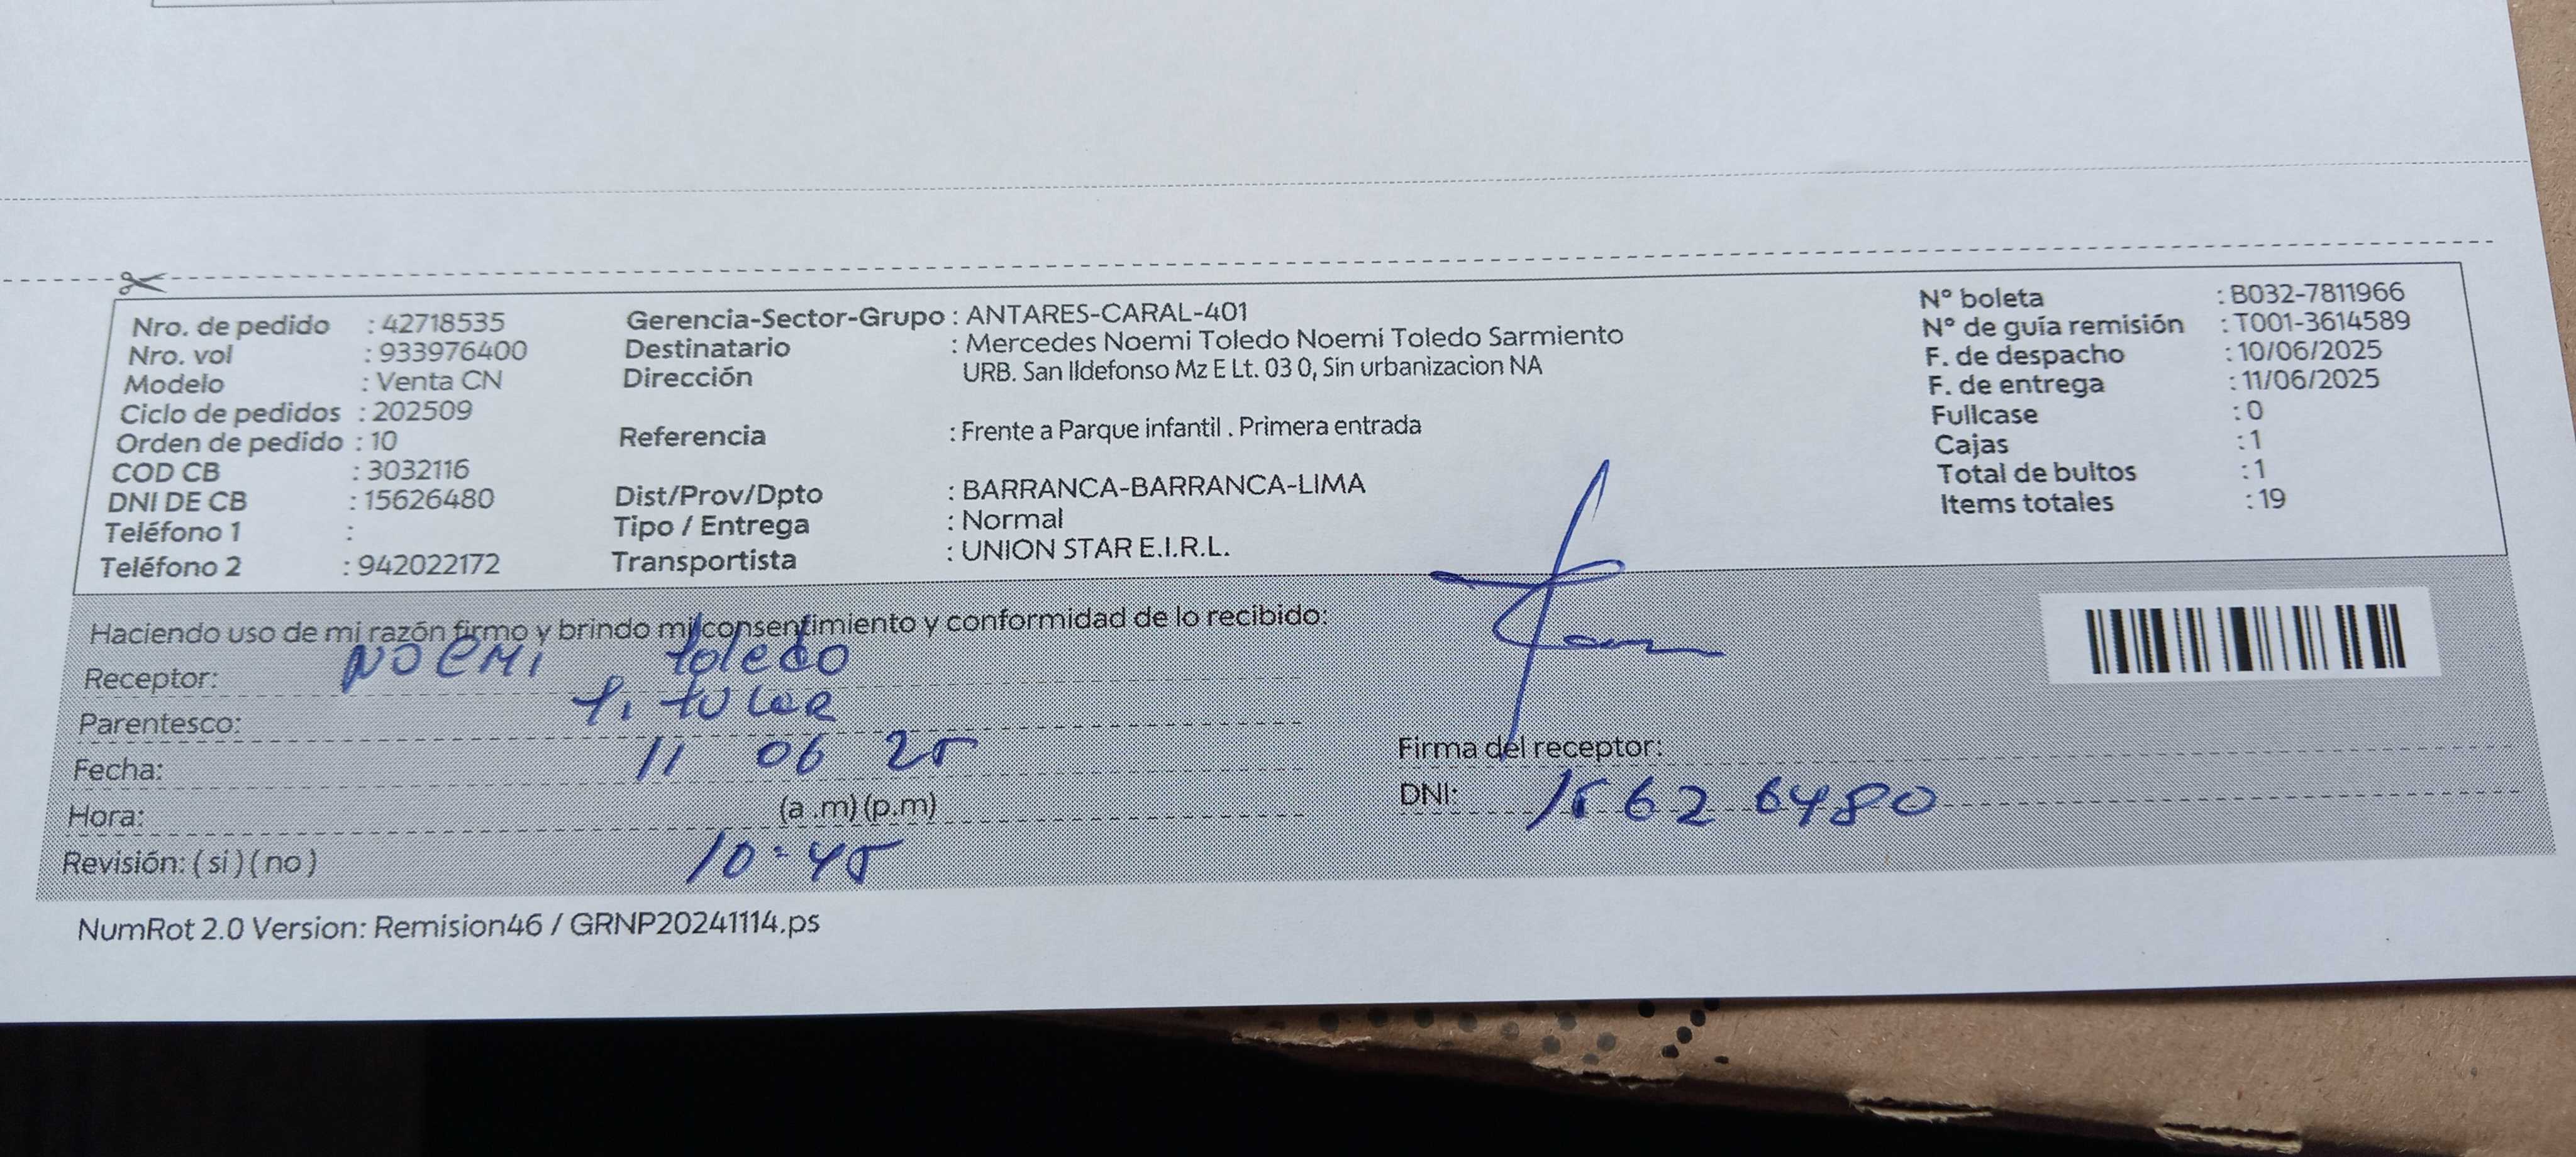 Nro. de pedido : 42718535
Nro. vol : 933976400
Modelo : Venta CN
Ciclo de pedidos : 202509
Orden de pedido : 10
COD CB : 3032116
DNI DE CB : 15626480
Teléfono 1 :
Teléfono 2 : 942022172
Gerencia-Sector-Grupo : ANTARES-CARAL-401
Destinatario : Mercedes Noemi Toledo Noemi Toledo Sarmiento
Dirección URB. San Ildefonso Mz E Lt. 03 0, Sin urbanizacion NA
Referencia : Frente a Parque infantil . Primera entrada
Dist/Prov/Dpto : BARRANCA-BARRANCA-LIMA
Tipo / Entrega : Normal
Transportista : UNION STAR E.I.R.L.
N° boleta : B032-7811966
N° de guía remisión : T001-3614589
F. de despacho : 10/06/2025
F. de entrega : 11/06/2025
Fullcase : 0
Cajas : 1
Total de bultos : 1
Items totales : 19
Haciendo uso de mi razón firmo y brindo mi consentimiento y conformidad de lo recibido:
Receptor: NOEMI toledo
Parentesco: titular
Fecha: 11 06 25
Hora: (a .m) (p.m)
10:45
Revisión: ( si ) ( no )
Firma del receptor:
DNI: 1562 6480
NumRot 2.0 Version: Remision46 / GRNP20241114.ps